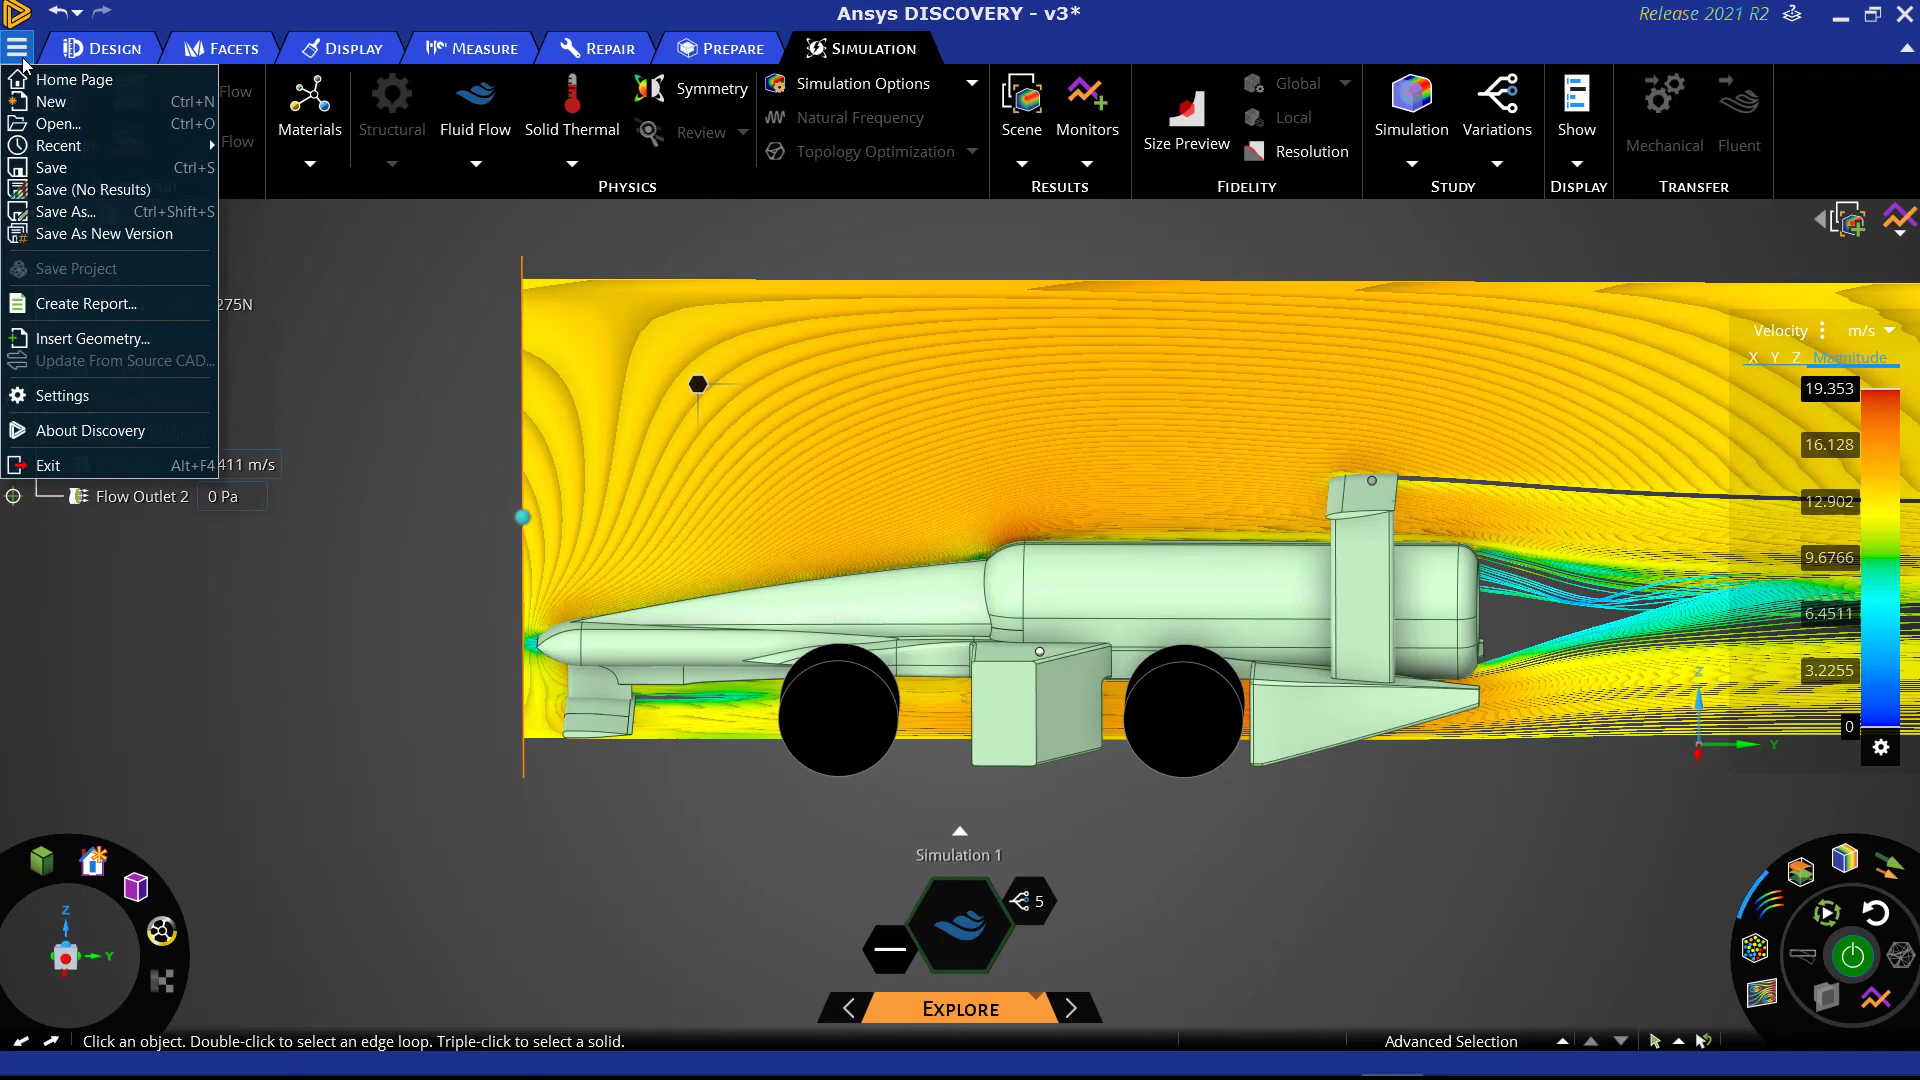 Ansys DISCOVERY - v3*
Release 2021 R2
DESIGN
FACETS
DISPLAY
MEASURE
REPAIR
PREPARE
SIMULATION
Home Page
New Ctrl+N
Open... Ctrl+O
Recent
Save Ctrl+S
Save (No Results)
Save As... Ctrl+Shift+S
Save As New Version
Save Project
Create Report...
Insert Geometry...
Update From Source CAD...
Settings
About Discovery
Exit Alt+F4
Flow
Flow
275N
411 m/s
Flow Outlet 2 0 Pa
Materials
Structural
Fluid Flow
Solid Thermal
Symmetry
Review
Simulation Options
Natural Frequency
Topology Optimization
PHYSICS
Scene
Monitors
RESULTS
Size Preview
Global
Local
Resolution
FIDELITY
Simulation
Variations
STUDY
Show
DISPLAY
Mechanical
Fluent
TRANSFER
Velocity m/s
X Y Z Magnitude
19.353
16.128
12.902
9.6766
6.4511
3.2255
0
Z
Y
Z
Y
X
Simulation 1
5
EXPLORE
Click an object. Double-click to select an edge loop. Triple-click to select a solid.
Advanced Selection